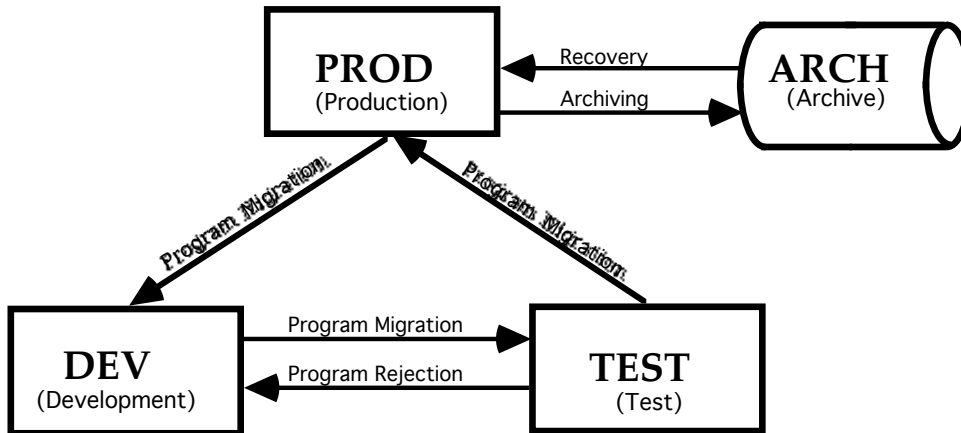 PROD
(Production)
Recovery
Archiving
ARCH
(Archive)
Program Migration
Program Migration
DEV
(Development)
Program Migration
Program Rejection
TEST
(Test)